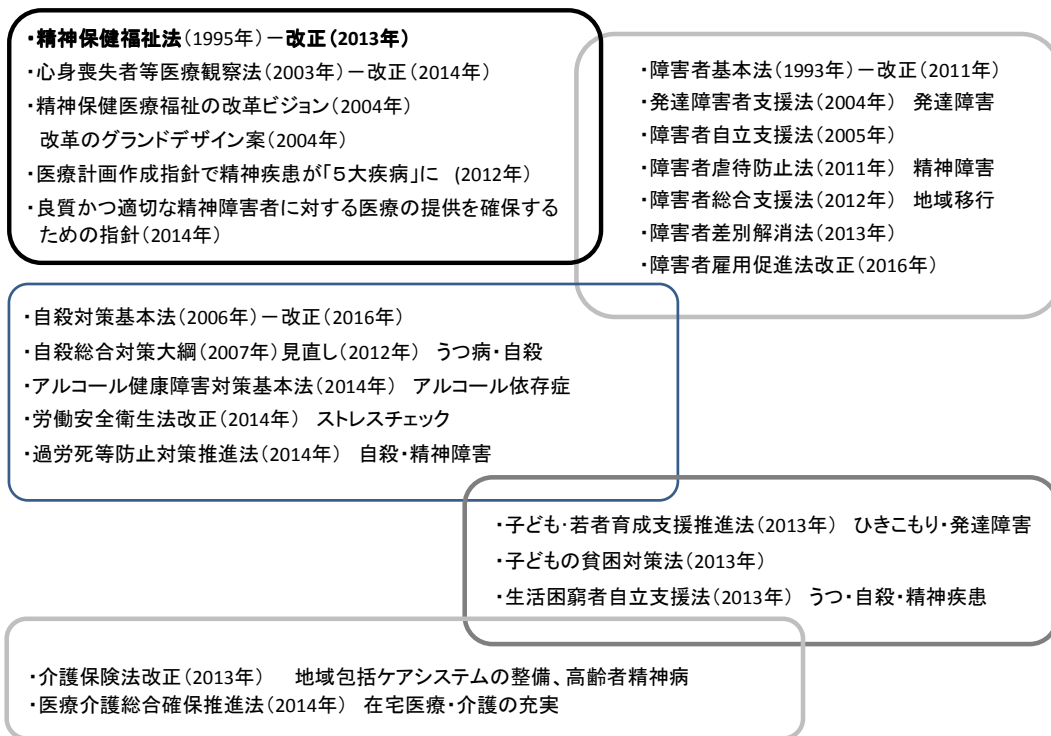 ・精神保健福祉法(1995年)－改正(2013年)
・心身喪失者等医療観察法(2003年)－改正(2014年)
・精神保健医療福祉の改革ビジョン(2004年)
改革のグランドデザイン案(2004年)
・医療計画作成指針で精神疾患が「5大疾病」に (2012年)
・良質かつ適切な精神障害者に対する医療の提供を確保する
ための指針(2014年)
・障害者基本法(1993年)－改正(2011年)
・発達障害者支援法(2004年) 発達障害
・障害者自立支援法(2005年)
・障害者虐待防止法(2011年) 精神障害
・障害者総合支援法(2012年) 地域移行
・障害者差別解消法(2013年)
・障害者雇用促進法改正(2016年)
・自殺対策基本法(2006年)－改正(2016年)
・自殺総合対策大綱(2007年)見直し(2012年) うつ病・自殺
・アルコール健康障害対策基本法(2014年) アルコール依存症
・労働安全衛生法改正(2014年) ストレスチェック
・過労死等防止対策推進法(2014年) 自殺・精神障害
・子ども・若者育成支援推進法(2013年) ひきこもり・発達障害
・子どもの貧困対策法(2013年)
・生活困窮者自立支援法(2013年) うつ・自殺・精神疾患
・介護保険法改正(2013年) 地域包括ケアシステムの整備、高齢者精神病
・医療介護総合確保推進法(2014年) 在宅医療・介護の充実